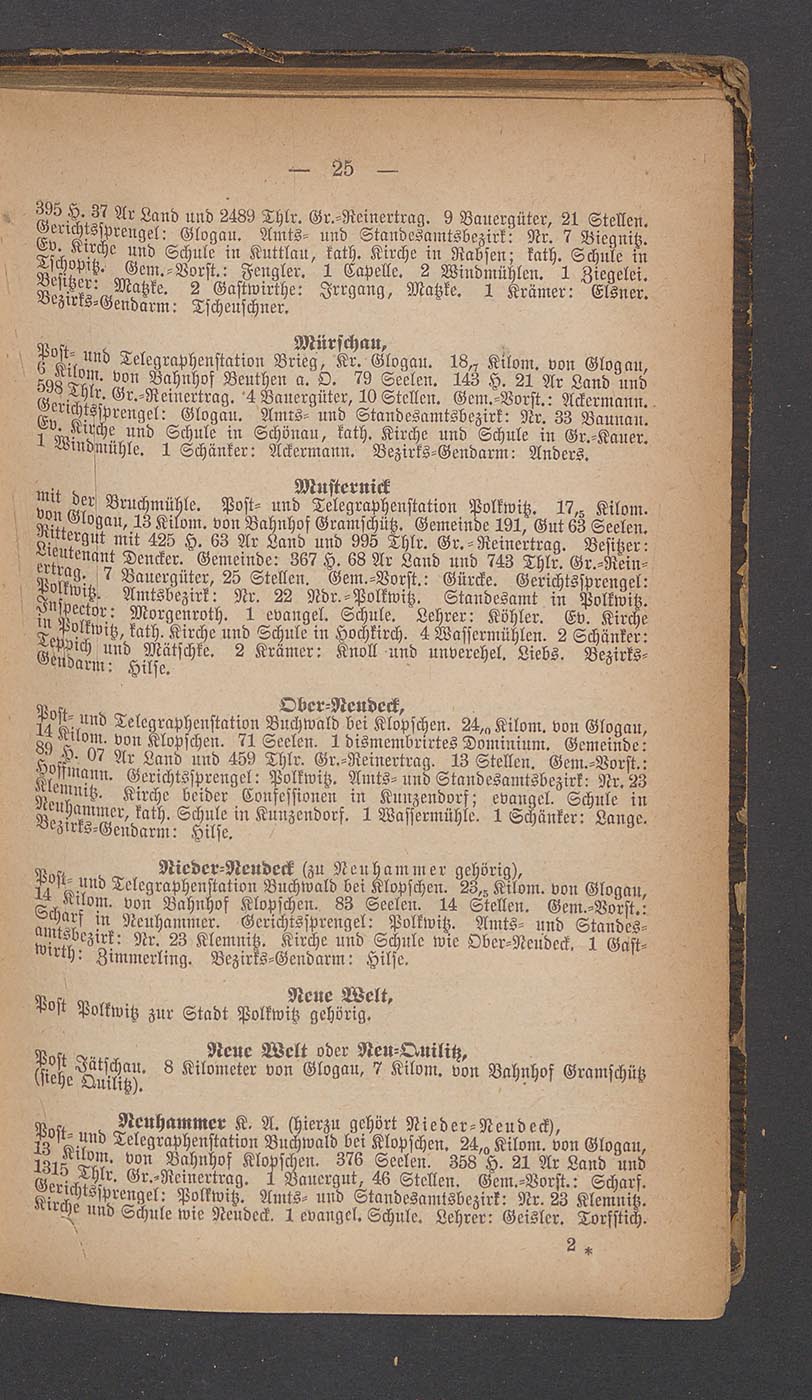 — 25 —
395 H. 37 Ar Land und 2489 Thlr. Gr.=Reinertrag. 9 Bauergüter, 21 Stellen.
Gerichtssprengel: Glogau. Amts= und Standesamtsbezirk: Nr. 7 Biegnitz.
Ev. Kirche und Schule in Kuttlau, kath. Kirche in Rabsen; kath. Schule in
Tschopitz. Gem.=Vorst.: Fengler. 1 Capelle. 2 Windmühlen. 1 Ziegelei.
Besitzer: Matzke. 2 Gastwirthe: Irrgang, Matzke. 1 Krämer: Elsner.
Bezirks=Gendarm: Tscheuschner.
Mürschau,
Post= und Telegraphenstation Brieg, Kr. Glogau. 18,7 Kilom. von Glogau,
6 Kilom. von Bahnhof Beuthen a. O. 79 Seelen. 143 H. 21 Ar Land und
598 Thlr. Gr.=Reinertrag. 4 Bauergüter, 10 Stellen. Gem.=Vorst.: Ackermann.
Gerichtssprengel: Glogau. Amts= und Standesamtsbezirk: Nr. 33 Baunau.
Ev. Kirche und Schule in Schönau, kath. Kirche und Schule in Gr.=Kauer.
1 Windmühle. 1 Schänker: Ackermann. Bezirks=Gendarm: Anders.
Musternick
mit der Bruchmühle. Post= und Telegraphenstation Polkwitz. 17,5 Kilom.
von Glogau, 13 Kilom. von Bahnhof Gramschütz. Gemeinde 191, Gut 63 Seelen.
Rittergut mit 425 H. 63 Ar Land und 995 Thlr. Gr.=Reinertrag. Besitzer:
Lieutenant Dencker. Gemeinde: 367 H. 68 Ar Land und 743 Thlr. Gr.=Rein=
ertrag. 7 Bauergüter, 25 Stellen. Gem.=Vorst.: Gürcke. Gerichtssprengel:
Polkwitz. Amtsbezirk: Nr. 22 Ndr.=Polkwitz. Standesamt in Polkwitz.
Inspector: Morgenroth. 1 evangel. Schule. Lehrer: Köhler. Ev. Kirche
in Polkwitz, kath. Kirche und Schule in Hochkirch. 4 Wassermühlen. 2 Schänker:
Teppich und Mätschke. 2 Krämer: Knoll und unverehel. Liebs. Bezirks=
Gendarm: Hilse.
Ober=Neudeck,
Post= und Telegraphenstation Buchwald bei Klopschen. 24,0 Kilom. von Glogau,
14 Kilom. von Klopschen. 71 Seelen. 1 dismembrirtes Dominium. Gemeinde:
89 H. 07 Ar Land und 459 Thlr. Gr.=Reinertrag. 13 Stellen. Gem.=Vorst.:
Hoffmann. Gerichtssprengel: Polkwitz. Amts= und Standesamtsbezirk: Nr. 23
Klemnitz. Kirche beider Confessionen in Kunzendorf; evangel. Schule in
Neuhammer, kath. Schule in Kunzendorf. 1 Wassermühle. 1 Schänker: Lange.
Bezirks=Gendarm: Hilse.
Nieder=Neudeck (zu Neuhammer gehörig),
Post= und Telegraphenstation Buchwald bei Klopschen. 23,5 Kilom. von Glogau,
14 Kilom. von Bahnhof Klopschen. 83 Seelen. 14 Stellen. Gem.=Vorst.:
Scharf in Neuhammer. Gerichtssprengel: Polkwitz. Amts= und Standes=
amtsbezirk: Nr. 23 Klemnitz. Kirche und Schule wie Ober=Neudeck. 1 Gast=
wirth: Zimmerling. Bezirks=Gendarm: Hilse.
Neue Welt,
Post Polkwitz zur Stadt Polkwitz gehörig.
Neue Welt oder Neu=Quilitz,
Post Jätschau. 8 Kilometer von Glogau, 7 Kilom. von Bahnhof Gramschütz
(siehe Quilitz).
Neuhammer K. A. (hierzu gehört Nieder=Neudeck),
Post= und Telegraphenstation Buchwald bei Klopschen. 24,0 Kilom. von Glogau,
13 Kilom. von Bahnhof Klopschen. 376 Seelen. 358 H. 21 Ar Land und
1315 Thlr. Gr.=Reinertrag. 1 Bauergut, 46 Stellen. Gem.=Vorst.: Scharf.
Gerichtssprengel: Polkwitz. Amts= und Standesamtsbezirk: Nr. 23 Klemnitz.
Kirche und Schule wie Neudeck. 1 evangel. Schule. Lehrer: Geisler. Torfstich.
2 *